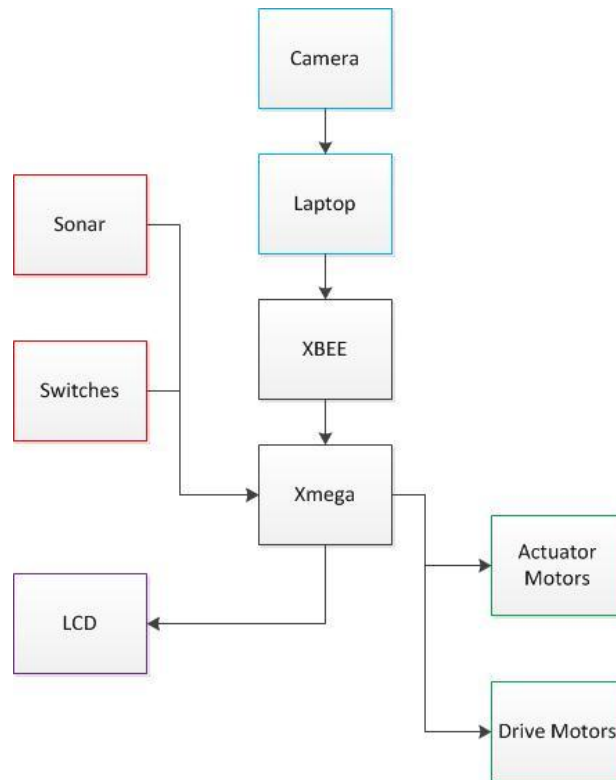 Camera
Laptop
Sonar
XBEE
Switches
Xmega
Actuator
Motors
LCD
Drive Motors